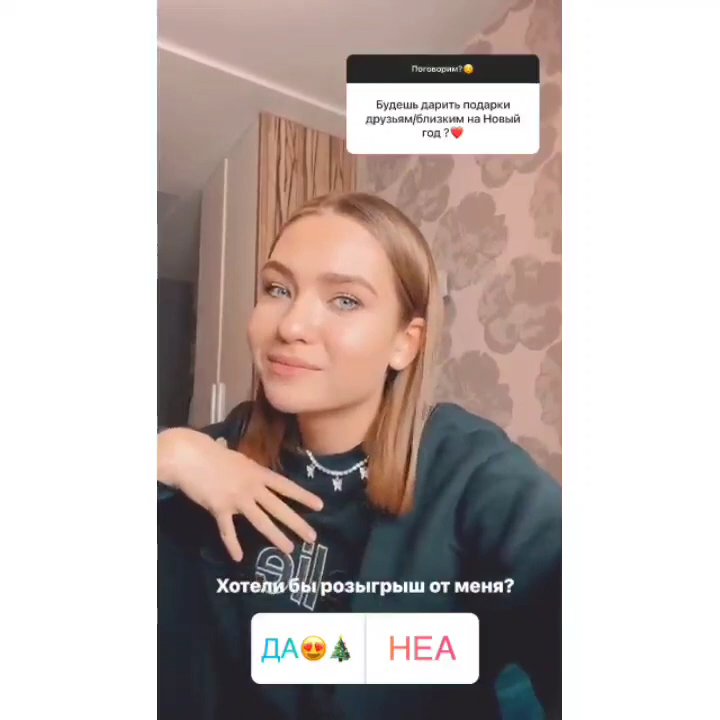 Поговорим?😊
Будешь дарить подарки
друзьям/близким на Новый
год ?❤️
Хотели бы розыгрыш от меня?
ДА😍🎄 НЕА